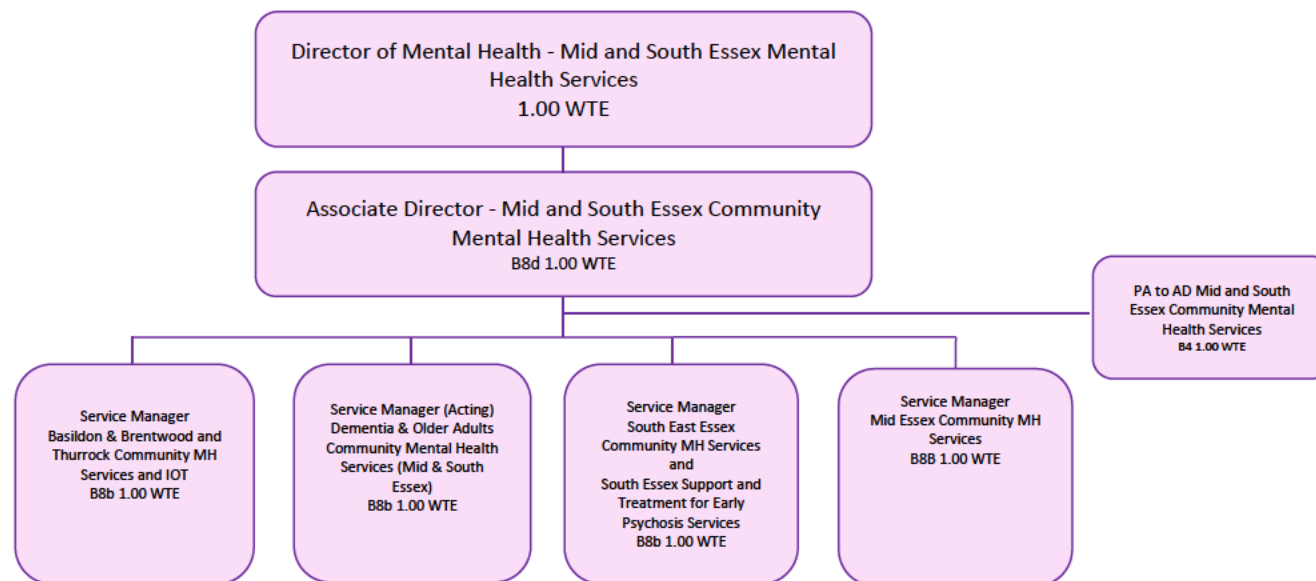 Director of Mental Health - Mid and South Essex Mental
Health Services
1.00 WTE
Associate Director - Mid and South Essex Community
Mental Health Services
B8d 1.00 WTE
PA to AD Mid and South
Essex Community Mental
Health Services
B4 1.00 WTE
Service Manager
Basildon & Brentwood and
Thurrock Community MH
Services and IOT
B8b 1.00 WTE
Service Manager (Acting)
Dementia & Older Adults
Community Mental Health
Services (Mid & South
Essex)
B8b 1.00 WTE
Service Manager
South East Essex
Community MH Services
and
South Essex Support and
Treatment for Early
Psychosis Services
B8b 1.00 WTE
Service Manager
Mid Essex Community MH
Services
B8B 1.00 WTE